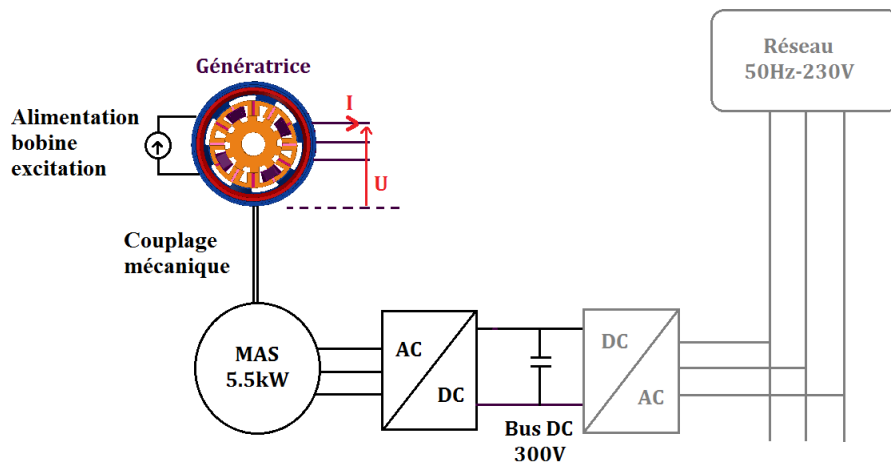 Réseau
50Hz-230V
Génératrice
I
Alimentation
bobine
excitation
U
Couplage
mécanique
MAS
5.5kW
AC
DC
DC
AC
Bus DC
300V